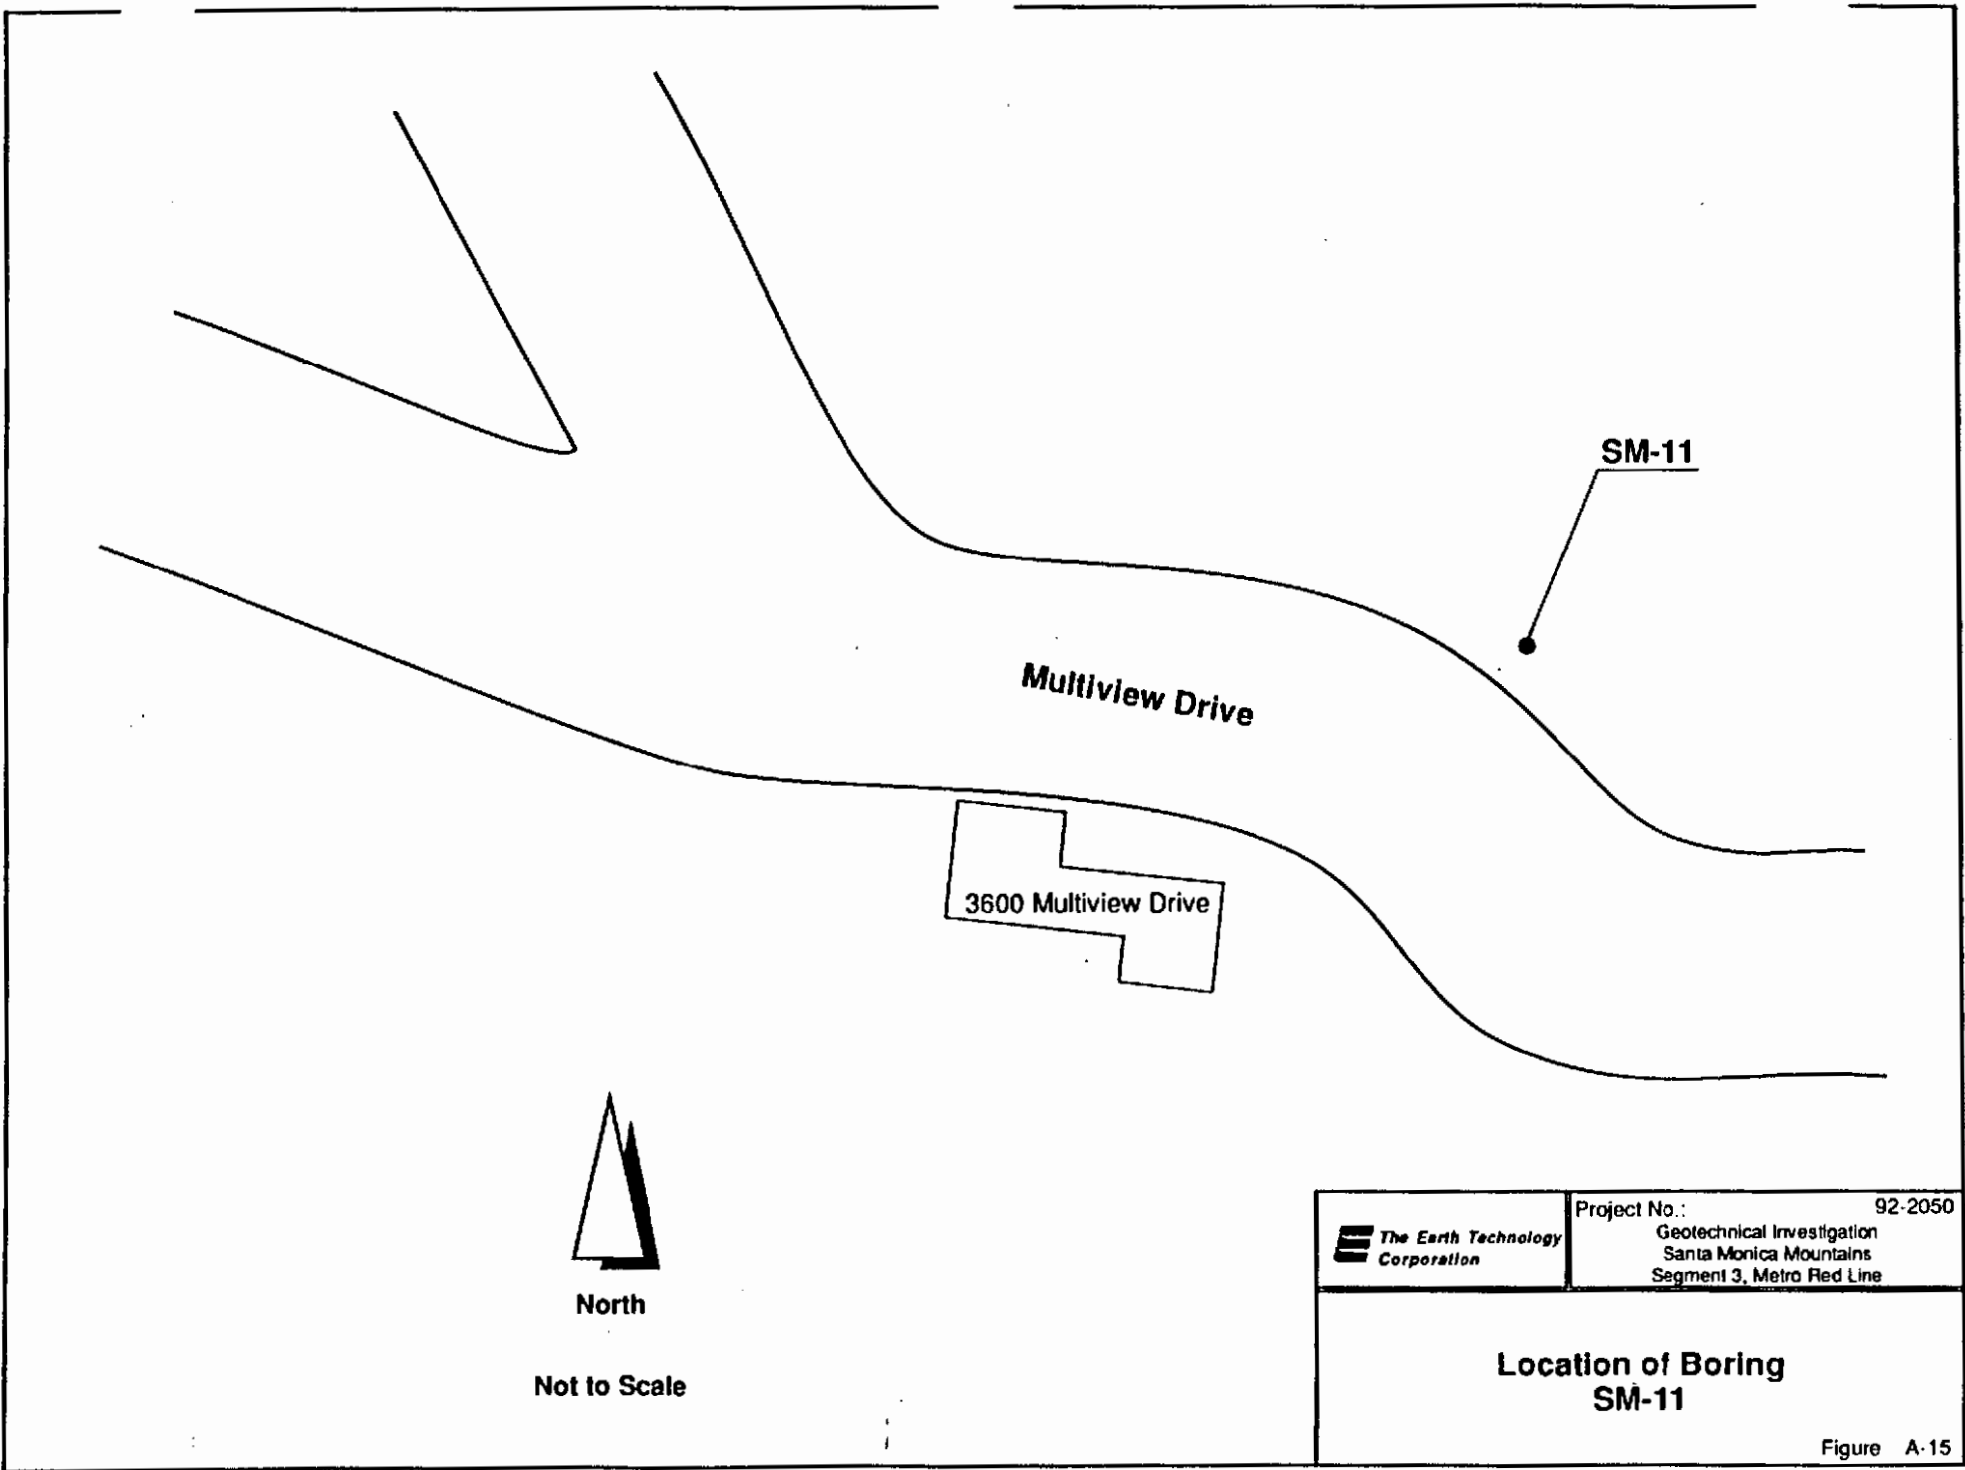 SM-11
Multiview Drive
3600 Multiview Drive
North
Not to Scale
The Earth Technology
Corporation
Project No.: 92-2050
Geotechnical Investigation
Santa Monica Mountains
Segment 3, Metro Red Line
Location of Boring
SM-11
Figure A-15